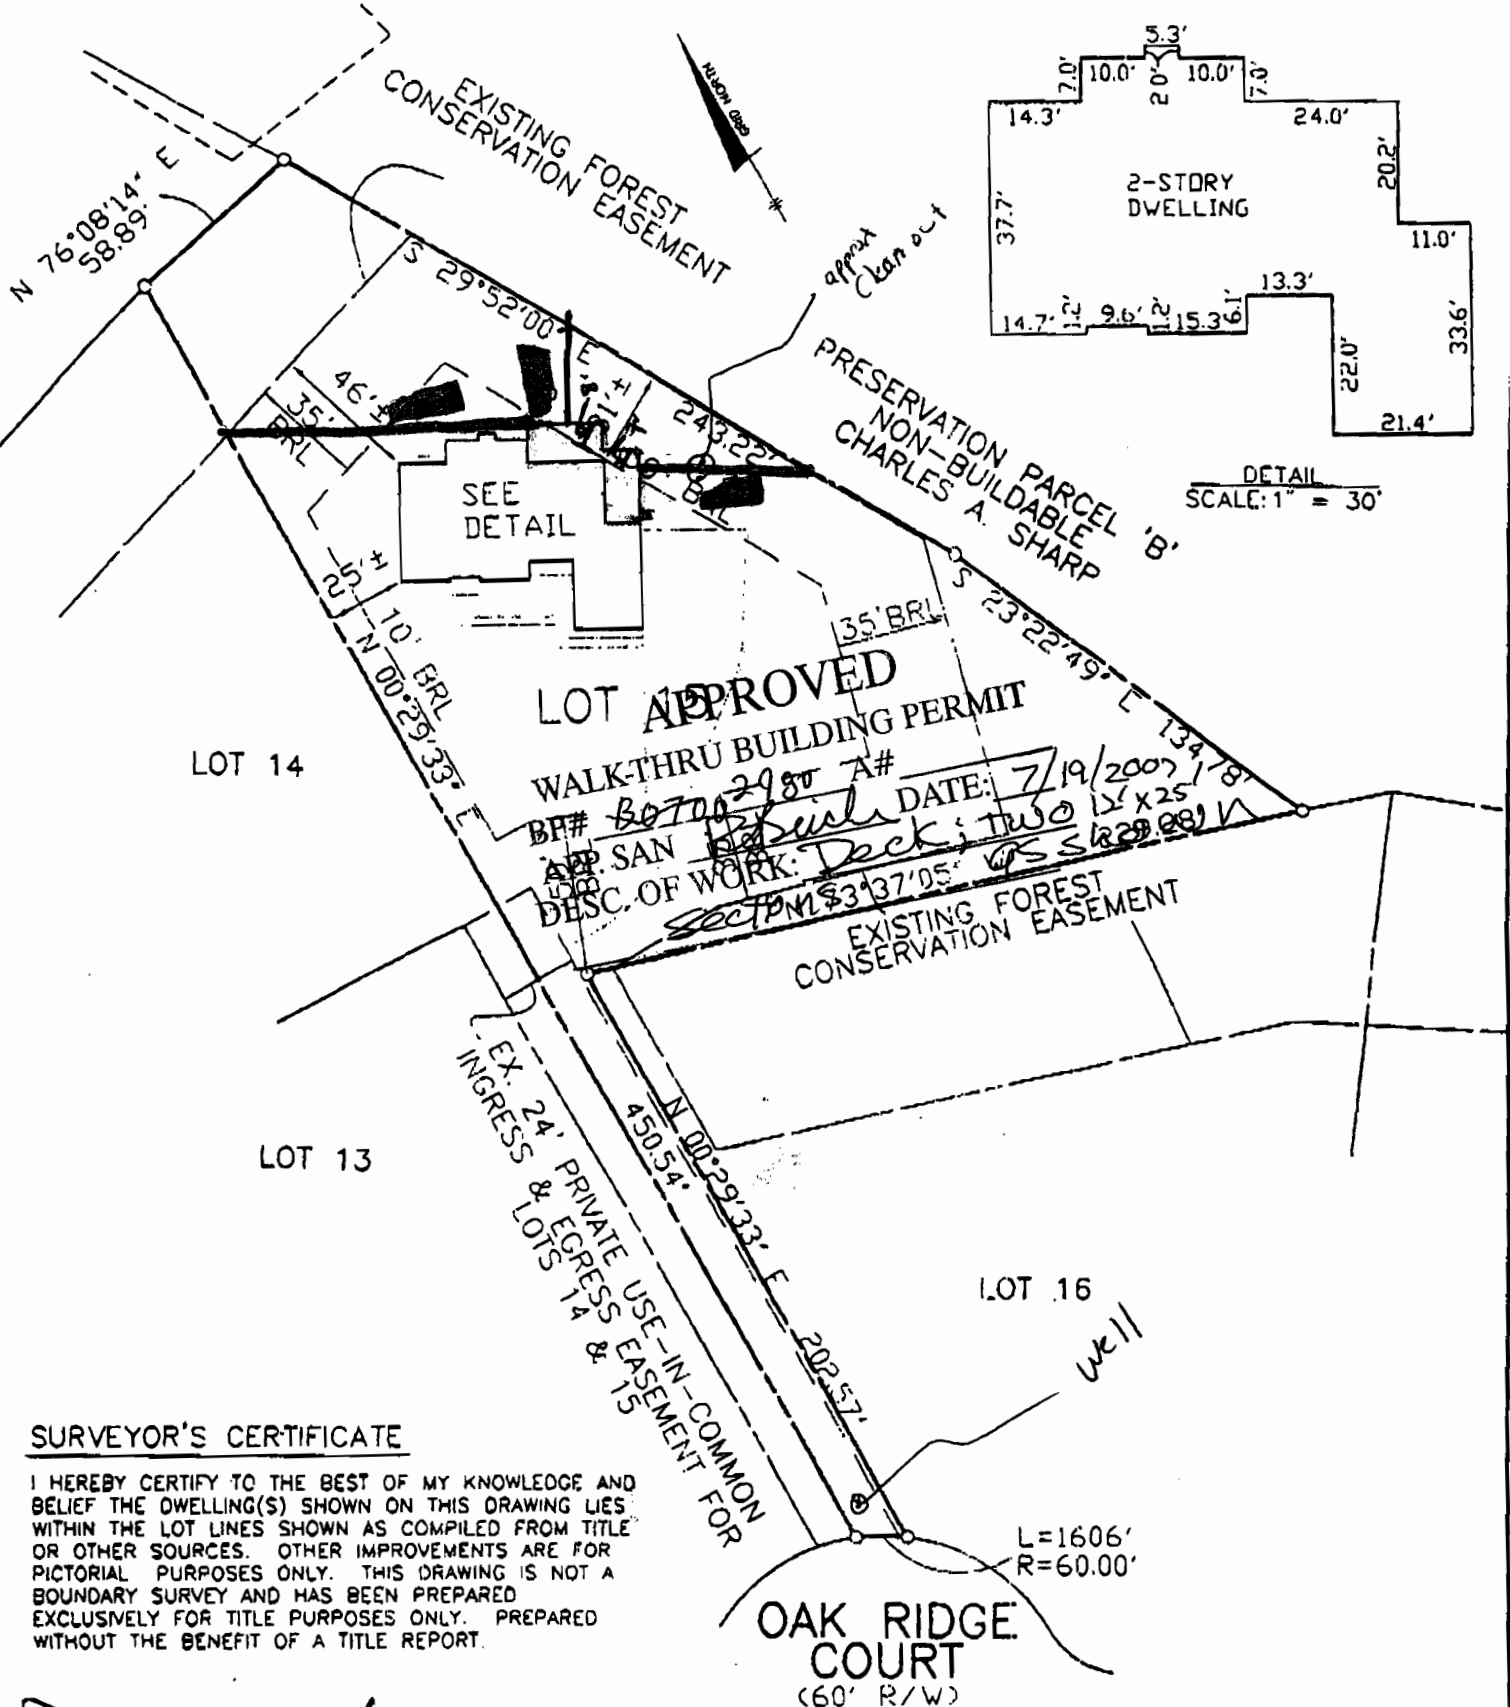 EXISTING FOREST
CONSERVATION EASEMENT
GRID NORTH
N 76°08'14" E
58.89'
S 29°52'00" E 243.22'
approx
Clean out
5.3'
7.0'
10.0'
2.0'
10.0'
7.0'
14.3'
24.0'
20.2'
37.7'
2-STORY
DWELLING
11.0'
13.3'
14.7'
1.2'
9.6'
1.2'
15.3'
6.1'
22.0'
33.6'
21.4'
DETAIL
SCALE: 1" = 30'
PRESERVATION PARCEL 'B'
NON-BUILDABLE
CHARLES A. SHARP
46'±
35'
BRL
SEE
DETAIL
BRL
25'±
10' BRL
N 00°29'33" E
35' BRL
S 23°22'49" E 134.78'
LOT 15
APPROVED
WALK-THRU BUILDING PERMIT
BP# B07002980 A#
APP. SAN DATE: 7/19/2007
DESC. OF WORK: Deck; TWO 12' x 25'
sections
LOT 14
EXISTING FOREST
CONSERVATION EASEMENT
EX. 24' PRIVATE USE-IN-COMMON
INGRESS & EGRESS EASEMENT FOR
LOTS 14 & 15
450.54'
N 00°29'33" E 202.57'
LOT 13
LOT 16
well
L=1606'
R=60.00'
OAK RIDGE
COURT
(60' R/W)
SURVEYOR'S CERTIFICATE
I HEREBY CERTIFY TO THE BEST OF MY KNOWLEDGE AND
BELIEF THE DWELLING(S) SHOWN ON THIS DRAWING LIES
WITHIN THE LOT LINES SHOWN AS COMPILED FROM TITLE
OR OTHER SOURCES. OTHER IMPROVEMENTS ARE FOR
PICTORIAL PURPOSES ONLY. THIS DRAWING IS NOT A
BOUNDARY SURVEY AND HAS BEEN PREPARED
EXCLUSIVELY FOR TITLE PURPOSES ONLY. PREPARED
WITHOUT THE BENEFIT OF A TITLE REPORT.